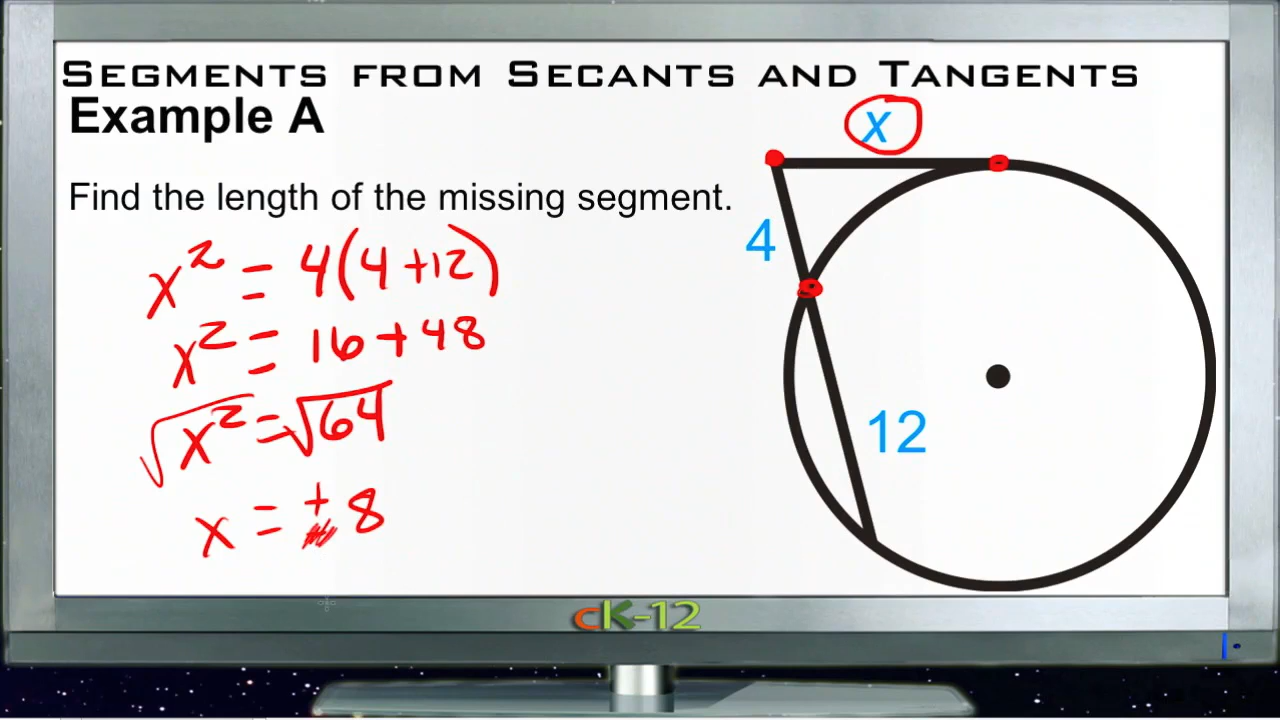 SEGMENTS FROM SECANTS AND TANGENTS
Example A
Find the length of the missing segment.
x² = 4(4+12)
x² = 16+48
√x² = √64
x = + 8
x
4
12
cK-12